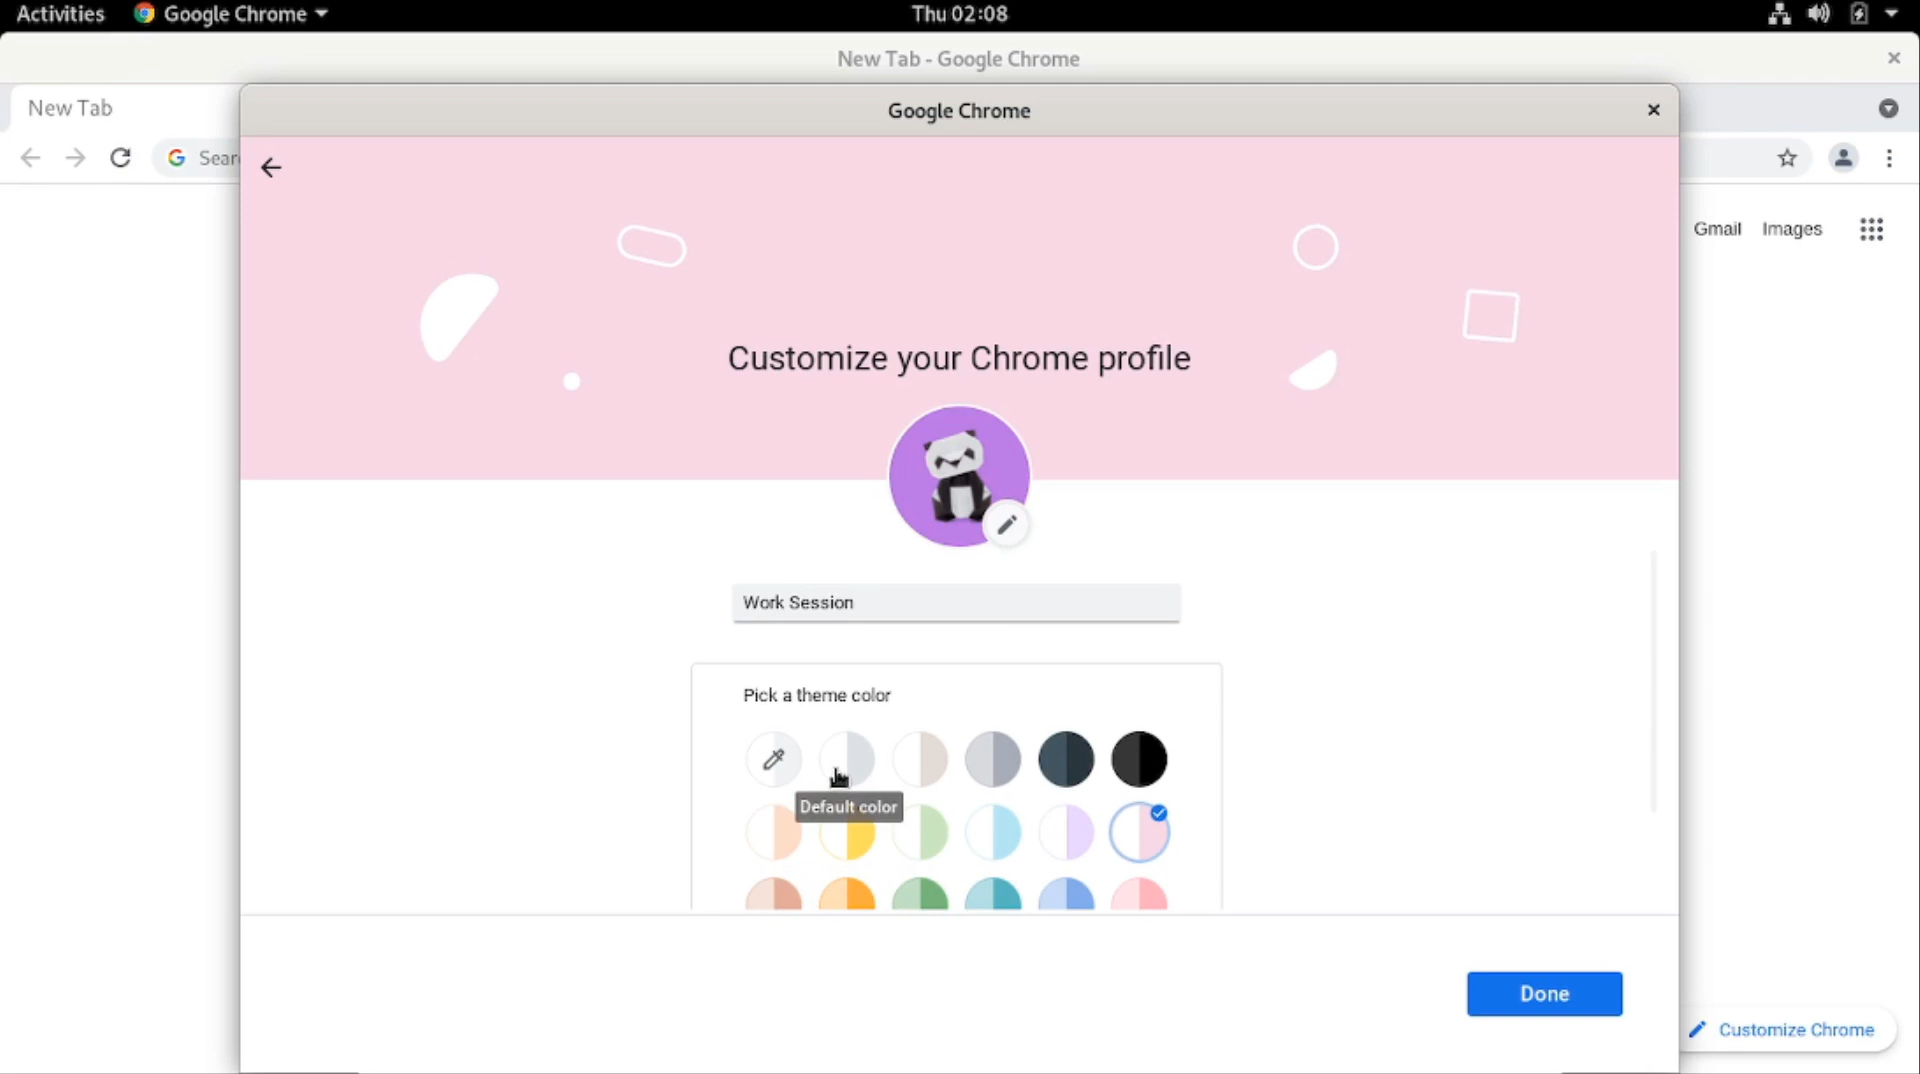 Activities Google Chrome Thu 02:08
New Tab - Google Chrome
New Tab
Google Chrome
Sear
Gmail Images
Customize your Chrome profile
Work Session
Pick a theme color
Default color
Done
Customize Chrome